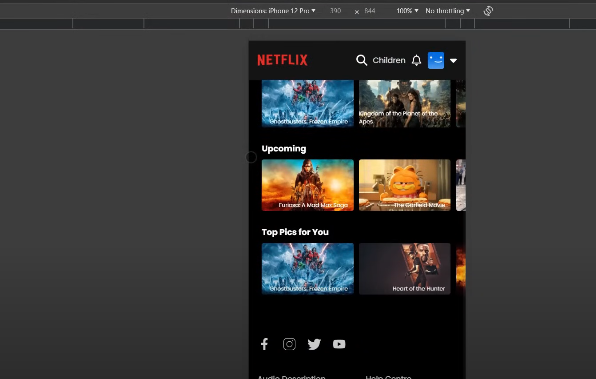 Dimensions: iPhone 12 Pro ▼ 390 × 844 100% ▼ No throttling ▼
NETFLIX Children
Ghostbusters: Frozen Empire
Kingdom of the Planet of the
Apes
Upcoming
Furiosa: A Mad Max Saga
The Garfield Movie
Top Pics for You
Ghostbusters: Frozen Empire
Heart of the Hunter
Audio Description
Help Centre